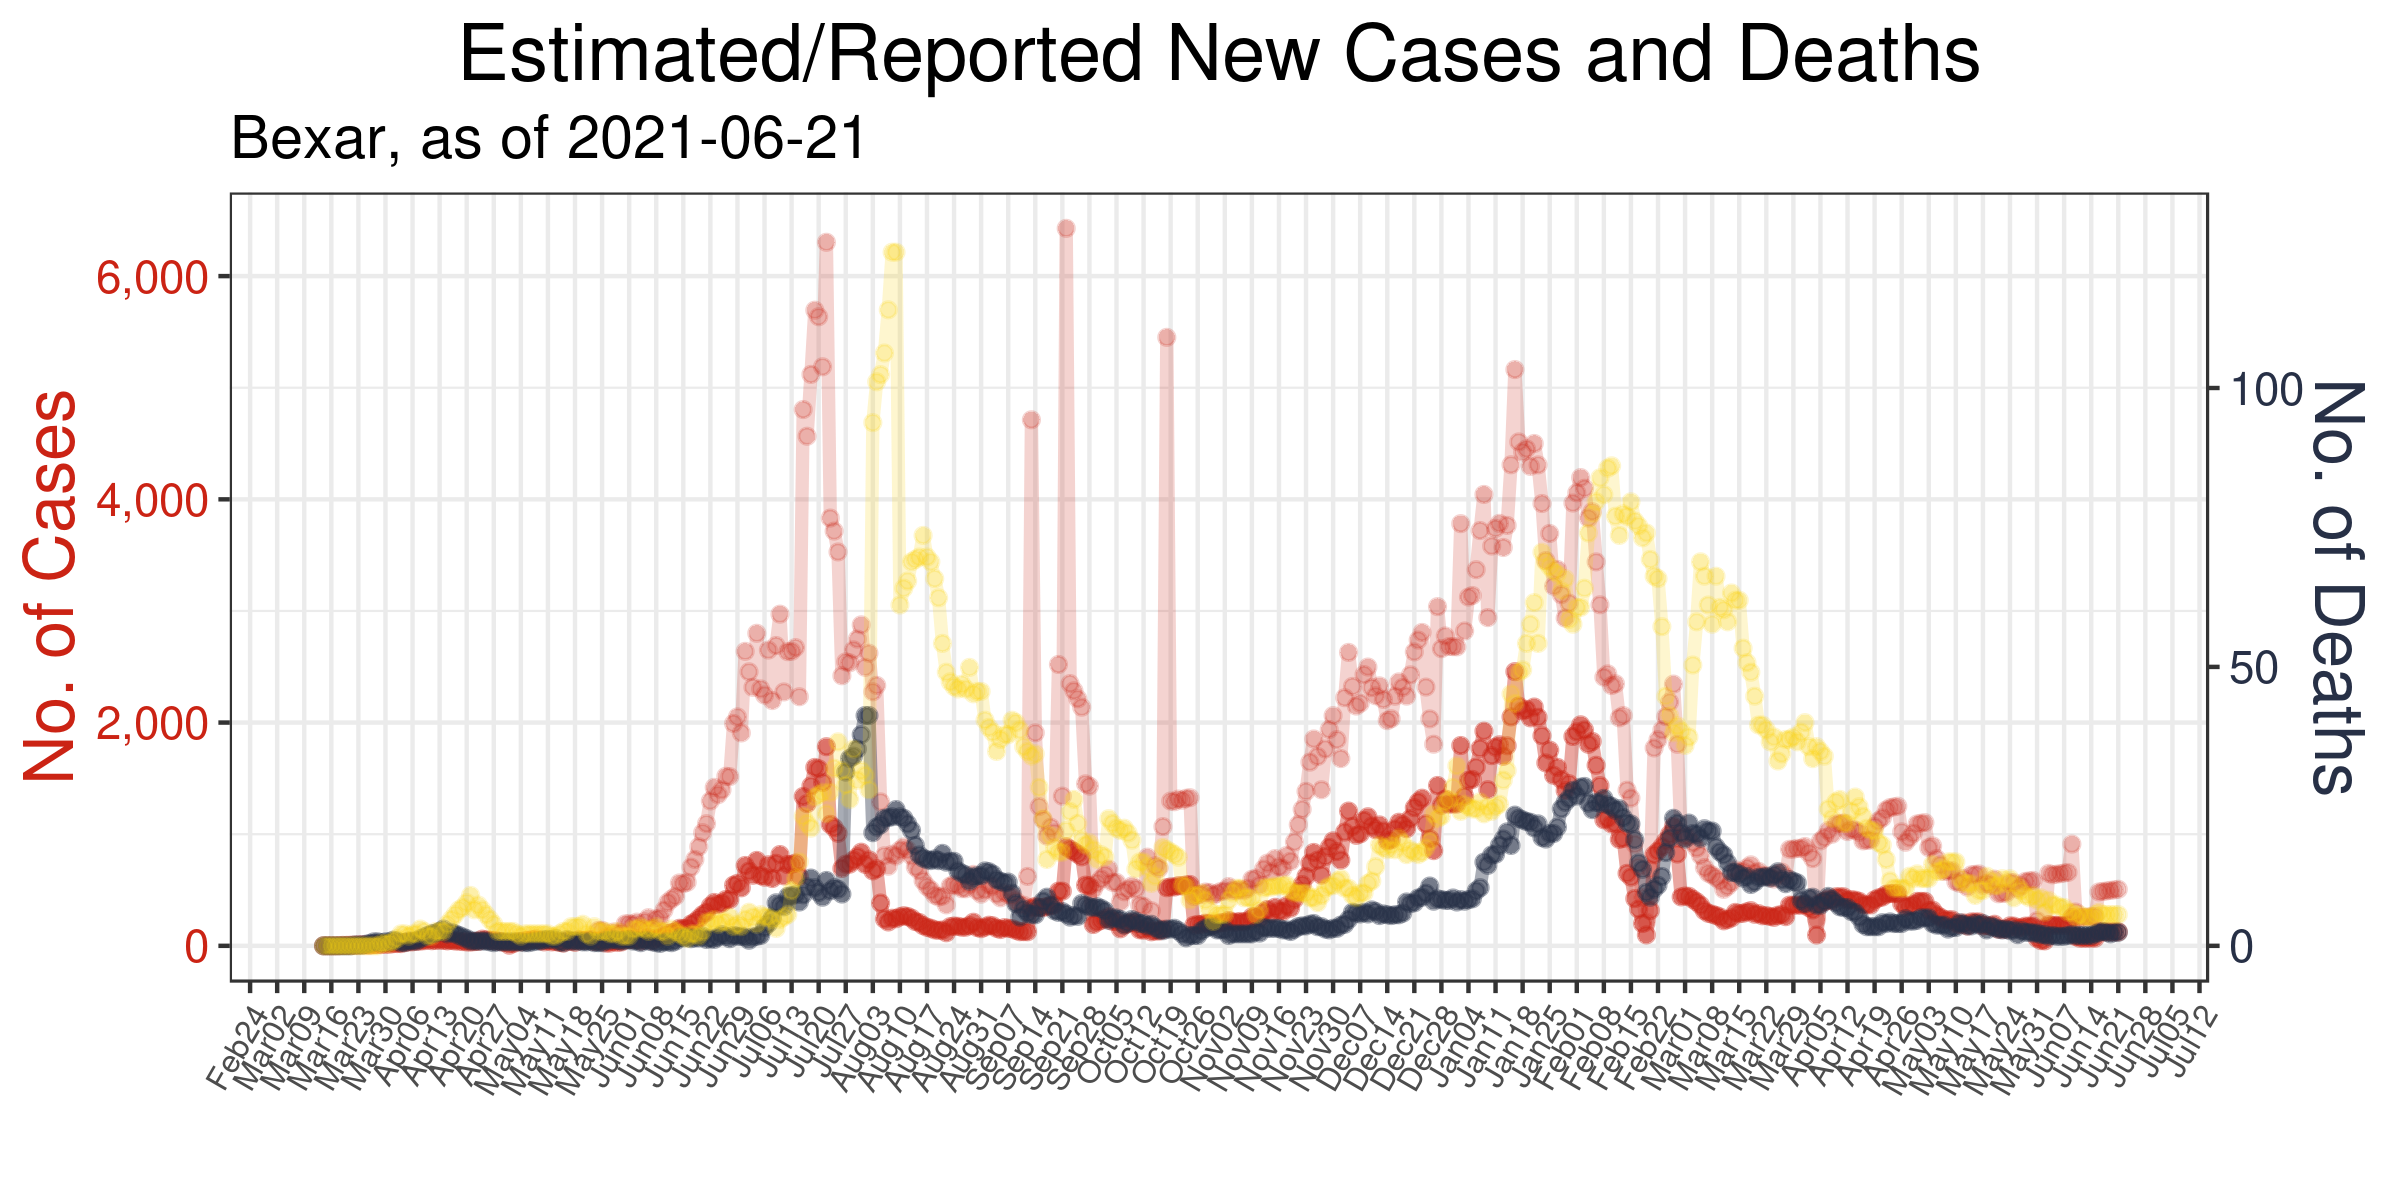 Estimated/Reported New Cases and Deaths
Bexar, as of 2021-06-21
No. of Cases
6,000
4,000
2,000
0
100
50
0
No. of Deaths
Feb24
Mar02
Mar09
Mar16
Mar23
Mar30
Apr06
Apr13
Apr20
Apr27
May04
May11
May18
May25
Jun01
Jun08
Jun15
Jun22
Jun29
Jul06
Jul13
Jul20
Jul27
Aug03
Aug10
Aug17
Aug24
Aug31
Sep07
Sep14
Sep21
Sep28
Oct05
Oct12
Oct19
Oct26
Nov02
Nov09
Nov16
Nov23
Nov30
Dec07
Dec14
Dec21
Dec28
Dec04
Jan11
Jan18
Jan25
Feb01
Feb08
Feb15
Feb22
Mar01
Mar08
Mar15
Mar22
Mar29
Apr05
Apr12
Apr19
Apr26
May03
May10
May17
May24
May31
May07
Jun14
Jun21
Jun28
Jun05
Jul12